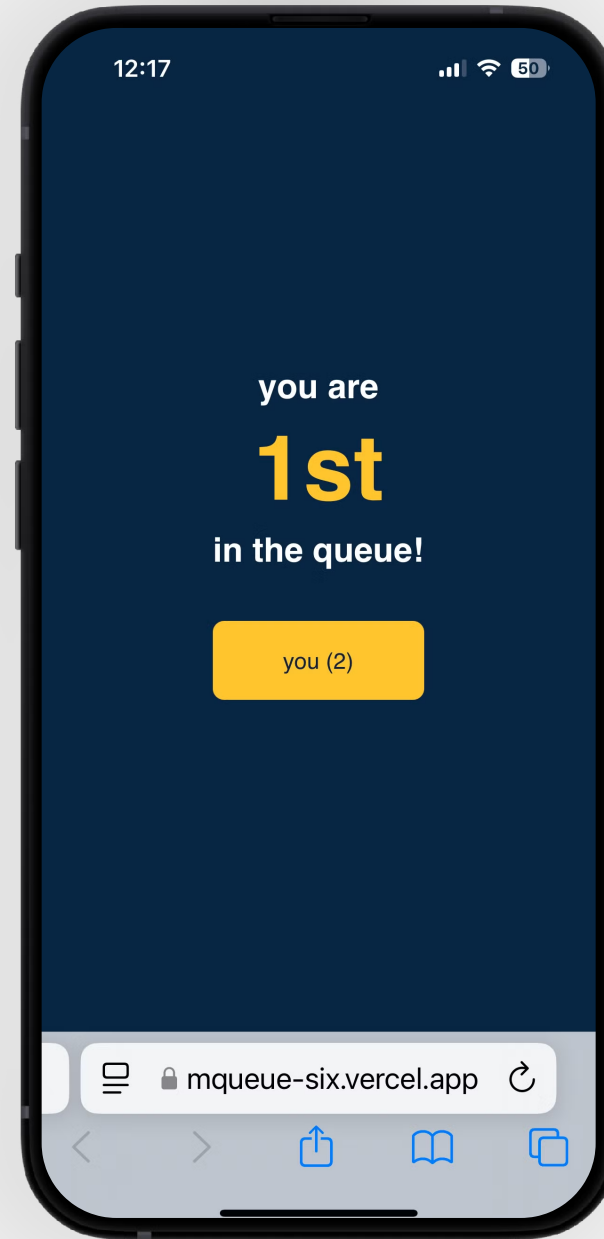 12:17
50
you are
1st
in the queue!
you (2)
mqueue-six.vercel.app